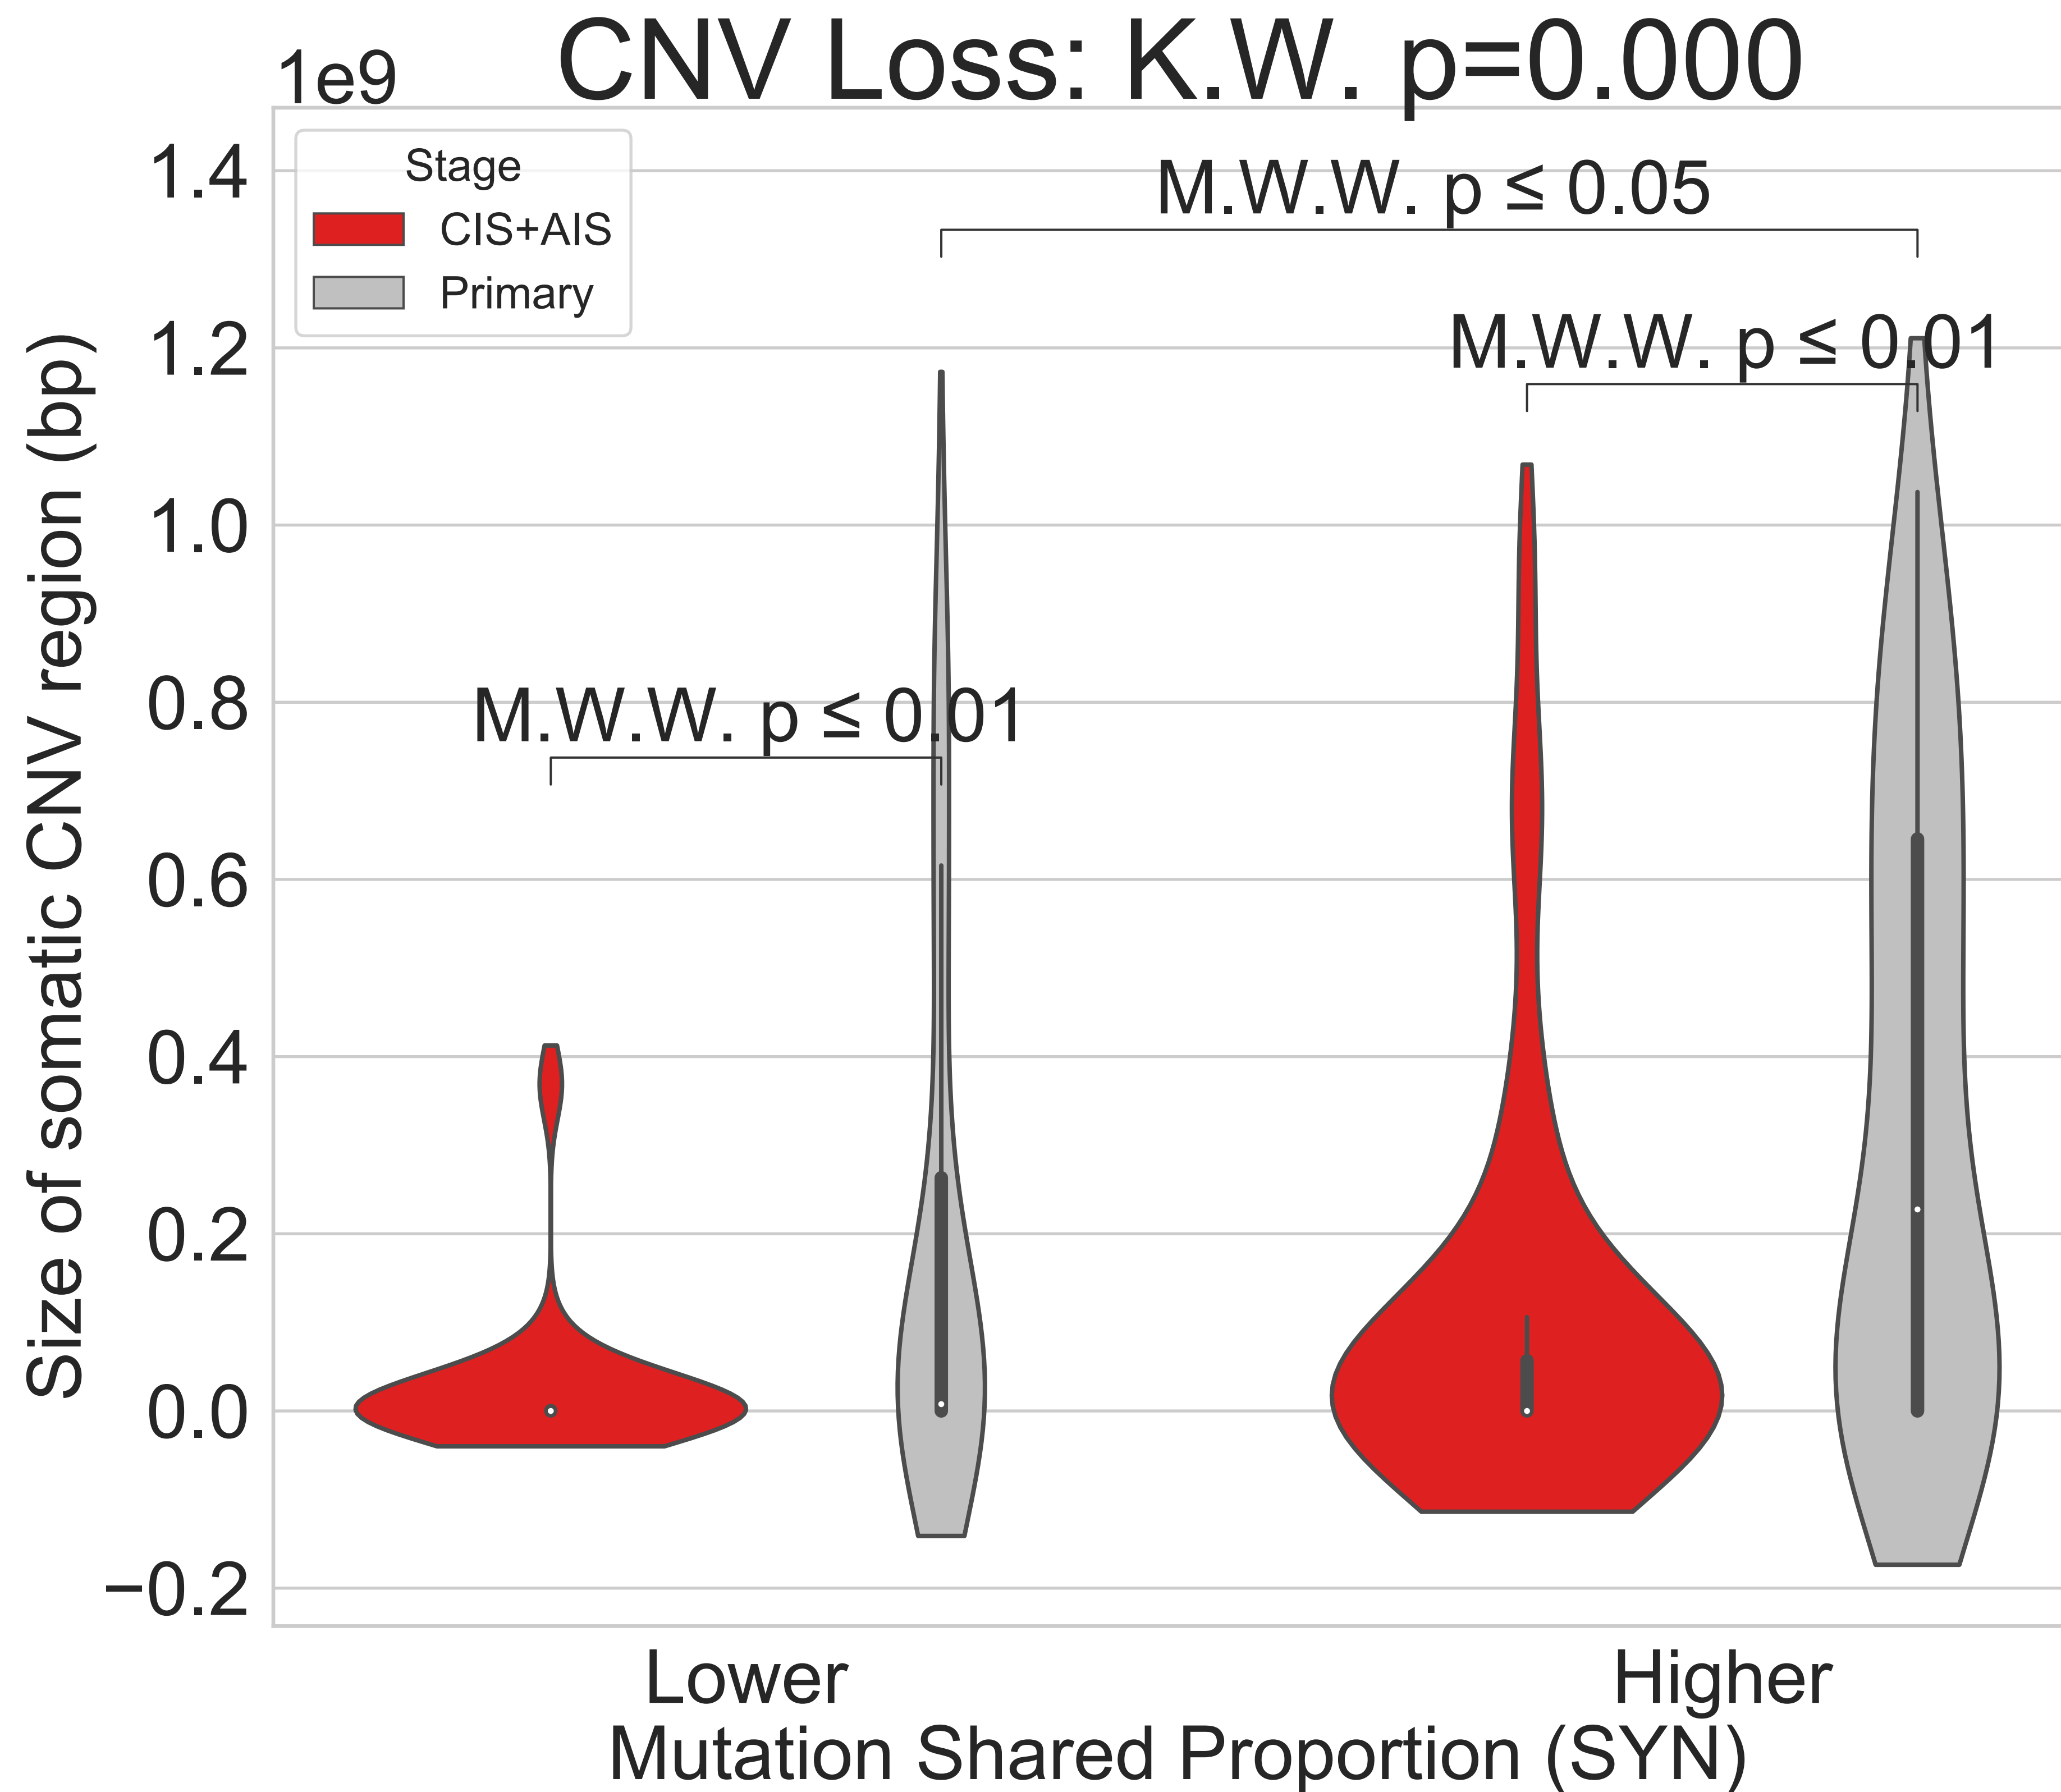 CNV Loss: K.W. p=0.000
1e9
Stage
CIS+AIS
Primary
M.W.W. p ≤ 0.05
M.W.W. p ≤ 0.01
M.W.W. p ≤ 0.01
Size of somatic CNV region (bp)
1.4
1.2
1.0
0.8
0.6
0.4
0.2
0.0
−0.2
Lower
Higher
Mutation Shared Proportion (SYN)